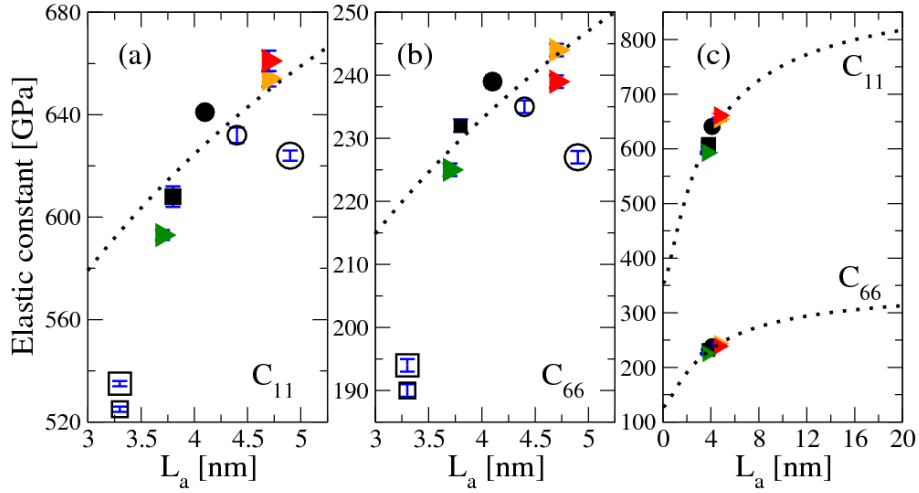 Elastic constant [GPa]
(a)
660
640
600
560
520
C₁₁
3 3.5 4 4.5 5
Lₐ [nm]
(b)
250
240
230
220
210
200
190
C₆₆
3 3.5 4 4.5 5
Lₐ [nm]
(c)
800
700
600
500
400
300
200
100
C₁₁
C₆₆
0 4 8 12 16 20
Lₐ [nm]